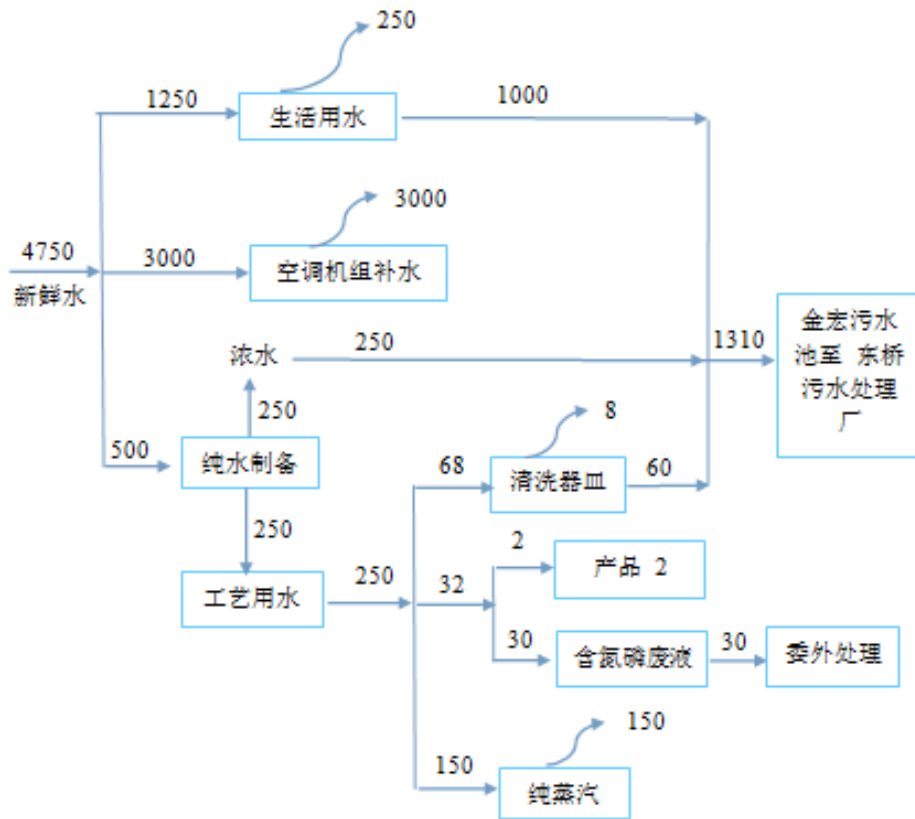 250
1250
生活用水
1000
3000
4750
新鲜水
3000
空调机组补水
浓水
250
1310
金宏污水
池至 东桥
污水处理
厂
250
500
纯水制备
8
68
清洗器皿
60
250
工艺用水
250
2
产品 2
32
30
含氮磷废液
30
委外处理
150
150
纯蒸汽